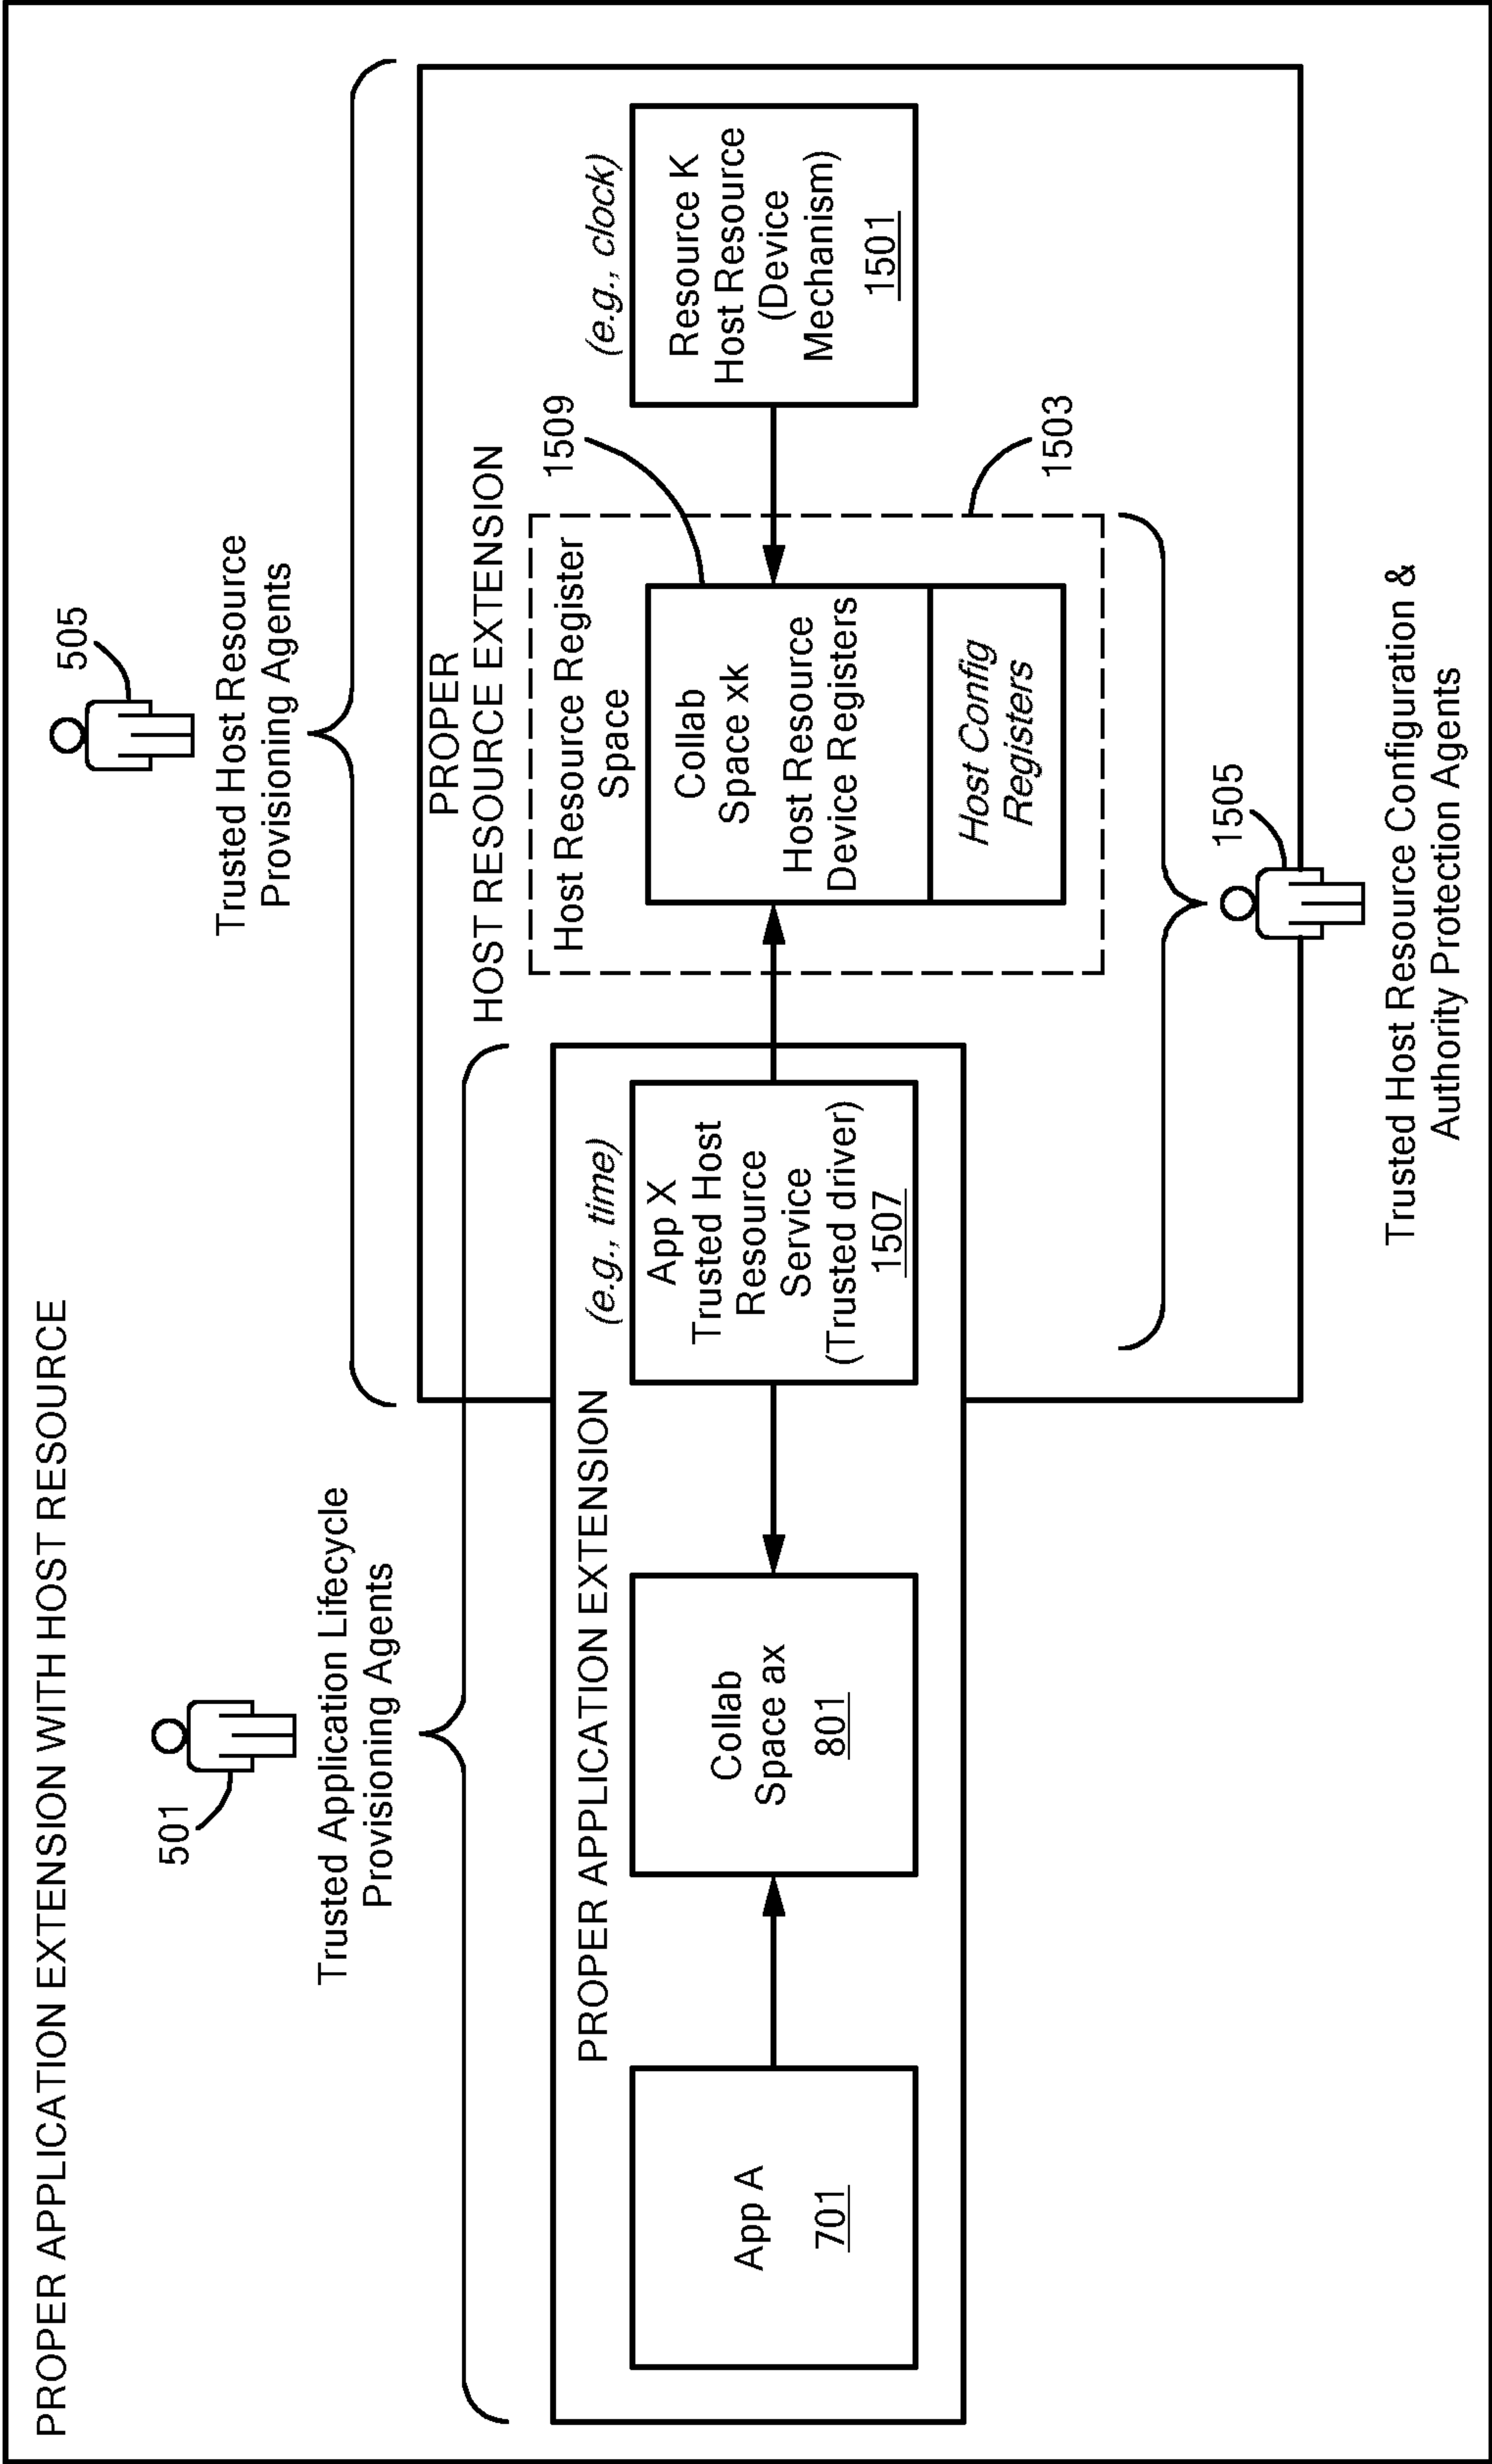 PROPER APPLICATION EXTENSION WITH HOST RESOURCE
501
Trusted Application Lifecycle
Provisioning Agents
505
Trusted Host Resource
Provisioning Agents
PROPER APPLICATION EXTENSION
App A
701
Collab
Space ax
801
(e.g., time)
App X
Trusted Host
Resource
Service
(Trusted driver)
1507
PROPER
HOST RESOURCE EXTENSION
Host Resource Register
Space
1509
Collab
Space xk
Host Resource
Device Registers
Host Config
Registers
1503
(e.g., clock)
Resource K
Host Resource
(Device
Mechanism)
1501
1505
Trusted Host Resource Configuration &
Authority Protection Agents